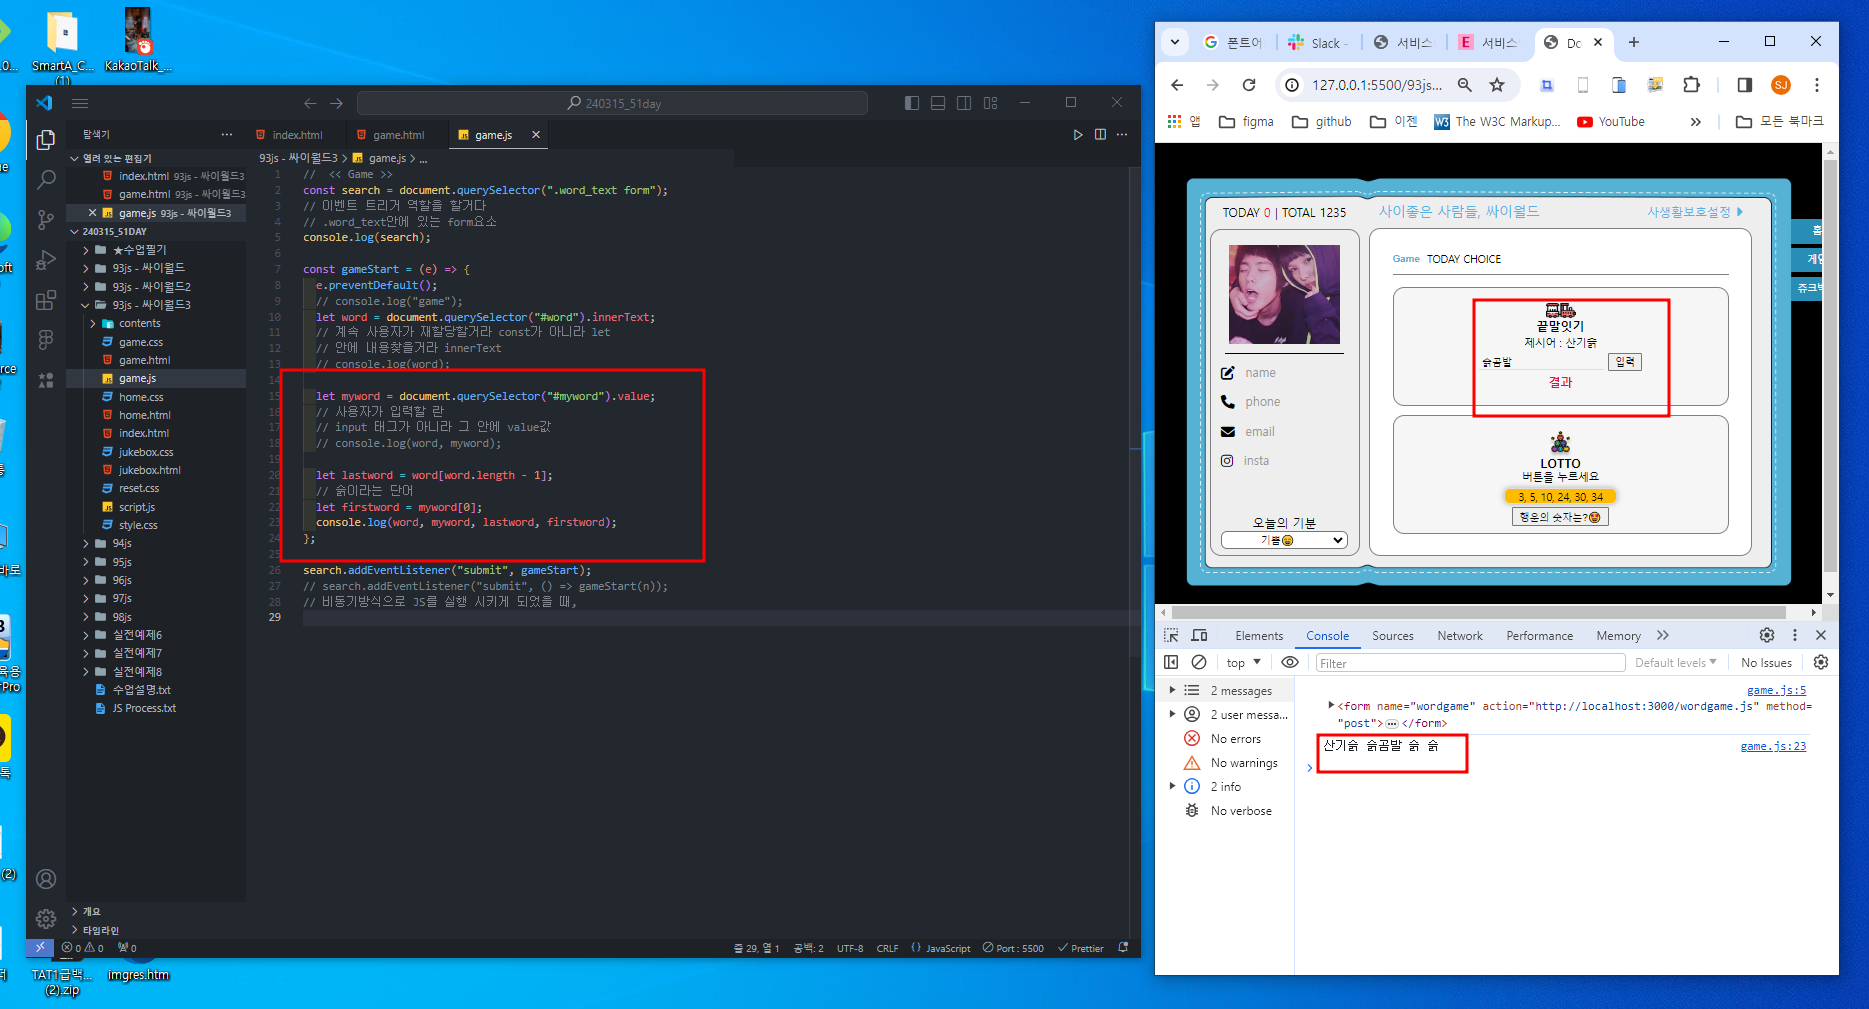 SmartA_C...
(1)
KakaoTalk_...
240315_51day
탐색기
index.html
game.html
game.js
열려 있는 편집기
index.html 93js - 싸이월드3
game.html 93js - 싸이월드3
game.js 93js - 싸이월드3
240315_51DAY
★수업필기
93js - 싸이월드
93js - 싸이월드2
93js - 싸이월드3
contents
game.css
game.html
game.js
home.css
home.html
index.html
jukebox.css
jukebox.html
reset.css
script.js
style.css
94js
95js
96js
97js
98js
실전예제6
실전예제7
실전예제8
수업설명.txt
JS Process.txt
개요
타임라인
93js - 싸이월드3 > game.js > ...
1 // << Game >>
2 const search = document.querySelector(".word_text form");
3 // 이벤트 트리거 역할을 할거다
4 // .word_text안에 있는 form요소
5 console.log(search);
6
7 const gameStart = (e) => {
8 e.preventDefault();
9 // console.log("game");
10 let word = document.querySelector("#word").innerText;
11 // 계속 사용자가 재할당할거라 const가 아니라 let
12 // 안에 내용찾을거라 innerText
13 // console.log(word);
14
15 let myword = document.querySelector("#myword").value;
16 // 사용자가 입력할 란
17 // input 태그가 아니라 그 안에 value값
18 // console.log(word, myword);
19
20 let lastword = word[word.length - 1];
21 // 슭이라는 단어
22 let firstword = myword[0];
23 console.log(word, myword, lastword, firstword);
24 };
25
26 search.addEventListener("submit", gameStart);
27 // search.addEventListener("submit", () => gameStart(n));
28 // 비동기방식으로 JS를 실행 시키게 되었을 때,
29
0 0 0
줄 29, 열 1 공백: 2 UTF-8 CRLF {} JavaScript Port : 5500 Prettier
TAT1급백...
(2).zip
imgres.htm
폰트어
Slack -
서비스
서비스
Do
127.0.0.1:5500/93js...
SJ
앱 figma github 이젠 The W3C Markup... YouTube » 모든 북마크
TODAY 0 | TOTAL 1235
사이좋은 사람들, 싸이월드
사생활보호설정
홈
name
phone
email
insta
오늘의 기분
기쁨
Game TODAY CHOICE
끝말잇기
제시어 : 산기슭
슭곰발
입력
결과
LOTTO
버튼을 누르세요
3, 5, 10, 24, 30, 34
행운의 숫자는?
Elements Console Sources Network Performance Memory »
top Filter Default levels No Issues
2 messages
2 user messa...
No errors
No warnings
2 info
No verbose
game.js:5
<form name="wordgame" action="http://localhost:3000/wordgame.js" method=
"post">…</form>
산기슭 슭곰발 슭 슭
game.js:23